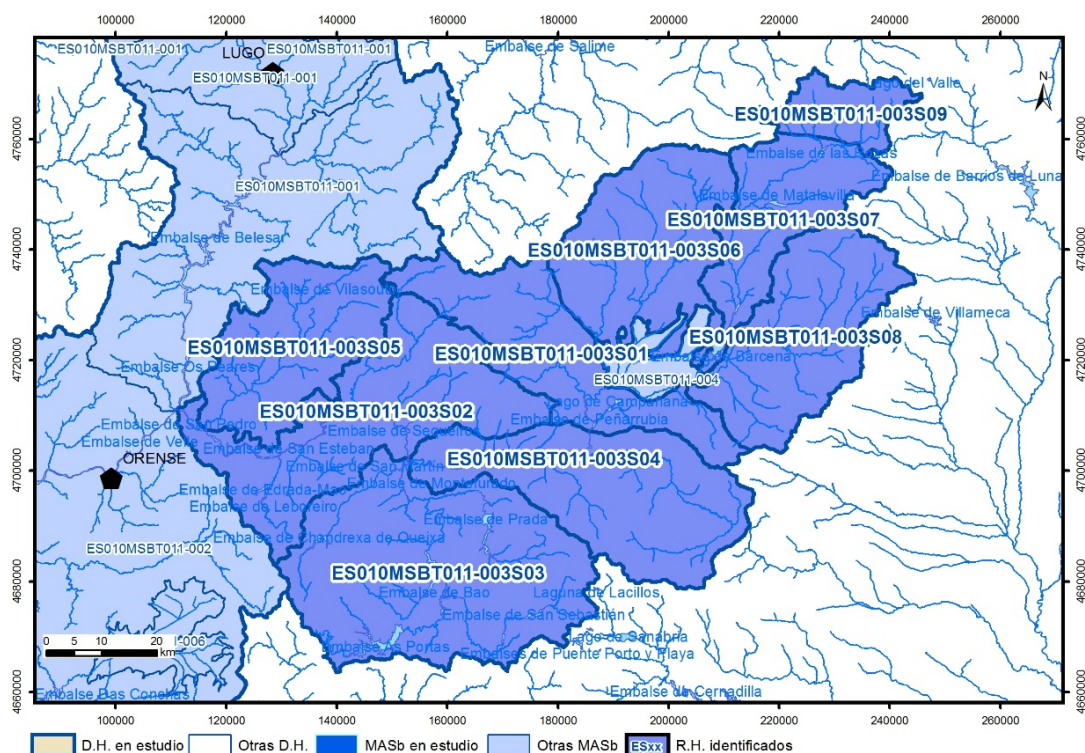 100000 120000 140000 160000 180000 200000 220000 240000 260000
ES010MSBT011-001
LUGO
ES010MSBT011-001
Embalse de Salime
N
ES010MSBT011-001
Lago del Valle
4760000
ES010MSBT011-003S09
4760000
Embalse de las Rozas
Embalse de Barrios de Luna
ES010MSBT011-001
Embalse de Matalavilla
ES010MSBT011-003S07
4740000
Embalse de Belesar
ES010MSBT011-003S06
4740000
Embalse de Vilasouto
Embalse de Villameca
ES010MSBT011-003S05
ES010MSBT011-003S01
ES010MSBT011-003S08
4720000
Embalse de Bárcena
4720000
Embalse Os Peares
ES010MSBT011-004
Lago de Campañana
ES010MSBT011-003S02
Embalse de San Pedro
Embalse de Peñarrubia
Embalse de Velle
Embalse de Sequeiros
Embalse de San Esteban
ORENSE
ES010MSBT011-003S04
4700000
Embalse de San Martín
4700000
Embalse de Montefurado
Embalse de Edrada-Mao
Embalse de Leboreiro
Embalse de Prada
Embalse de Chandrexa de Queixa
ES010MSBT011-002
4680000
ES010MSBT011-003S03
4680000
Embalse de Bao
Laguna de Lacillos
Embalse de San Sebastián
0 5 10 20
km
I-006
Lago de Sanabria
Embalse As Portas
Embalses de Puente Porto y Playa
4660000
Embalse Das Conchas
Embalse de Cernadilla
4660000
100000 120000 140000 160000 180000 200000 220000 240000 260000
D.H. en estudio
Otras D.H.
MASb en estudio
Otras MASb
ESxx
R.H. identificados